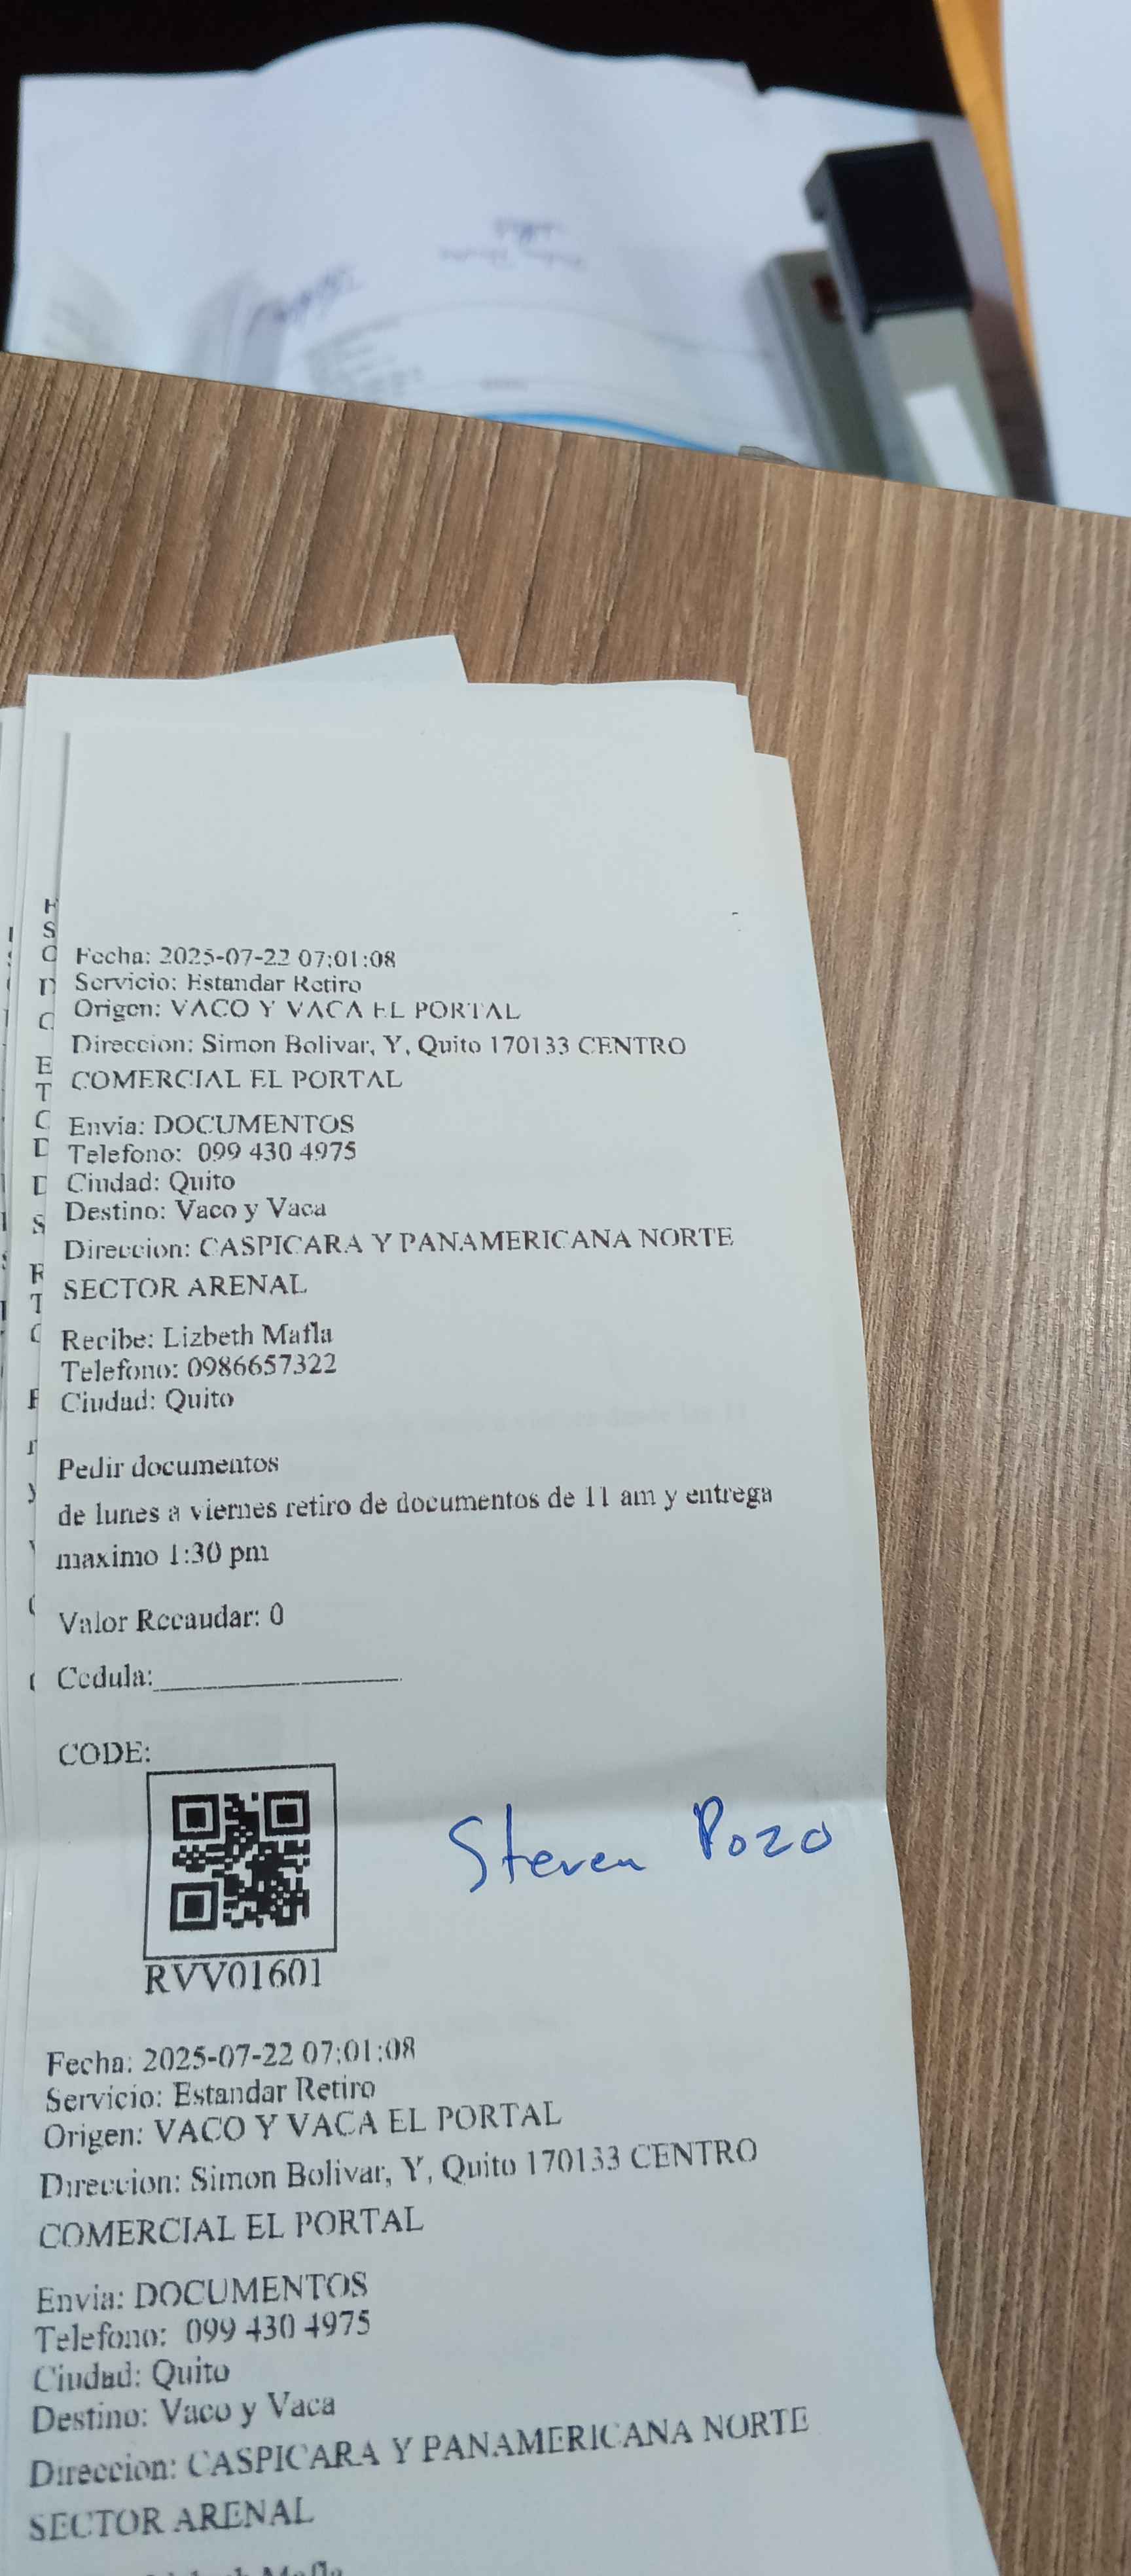 Fecha: 2025-07-22 07:01:08
Servicio: Estandar Retiro
Origen: VACO Y VACA EL PORTAL
Direccion: Simon Bolivar, Y, Quito 170133 CENTRO
COMERCIAL EL PORTAL
Envia: DOCUMENTOS
Telefono: 099 430 4975
Ciudad: Quito
Destino: Vaco y Vaca
Direccion: CASPICARA Y PANAMERICANA NORTE
SECTOR ARENAL
Recibe: Lizbeth Mafla
Telefono: 0986657322
Ciudad: Quito
Pedir documentos
de lunes a viernes retiro de documentos de 11 am y entrega
maximo 1:30 pm
Valor Recaudar: 0
Cedula:
CODE:
Steven Pozo
RVV01601
Fecha: 2025-07-22 07:01:08
Servicio: Estandar Retiro
Origen: VACO Y VACA EL PORTAL
Direccion: Simon Bolivar, Y, Quito 170133 CENTRO
COMERCIAL EL PORTAL
Envia: DOCUMENTOS
Telefono: 099 430 4975
Ciudad: Quito
Destino: Vaco y Vaca
Direccion: CASPICARA Y PANAMERICANA NORTE
SECTOR ARENAL
Lizbeth Mafla